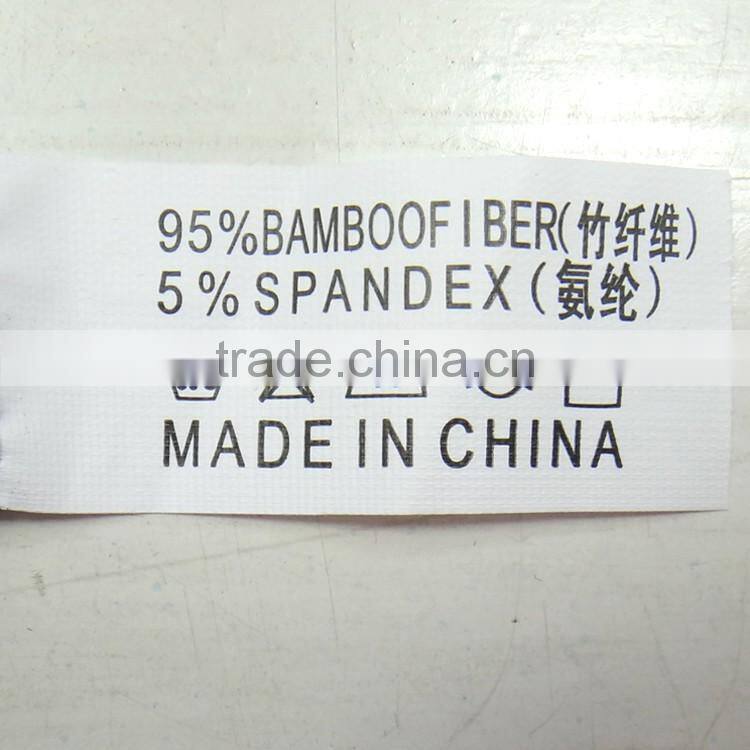 95%BAMBOOFIBER(竹纤维)
5%SPANDEX(氨纶)
trade.china.cn
MADE IN CHINA